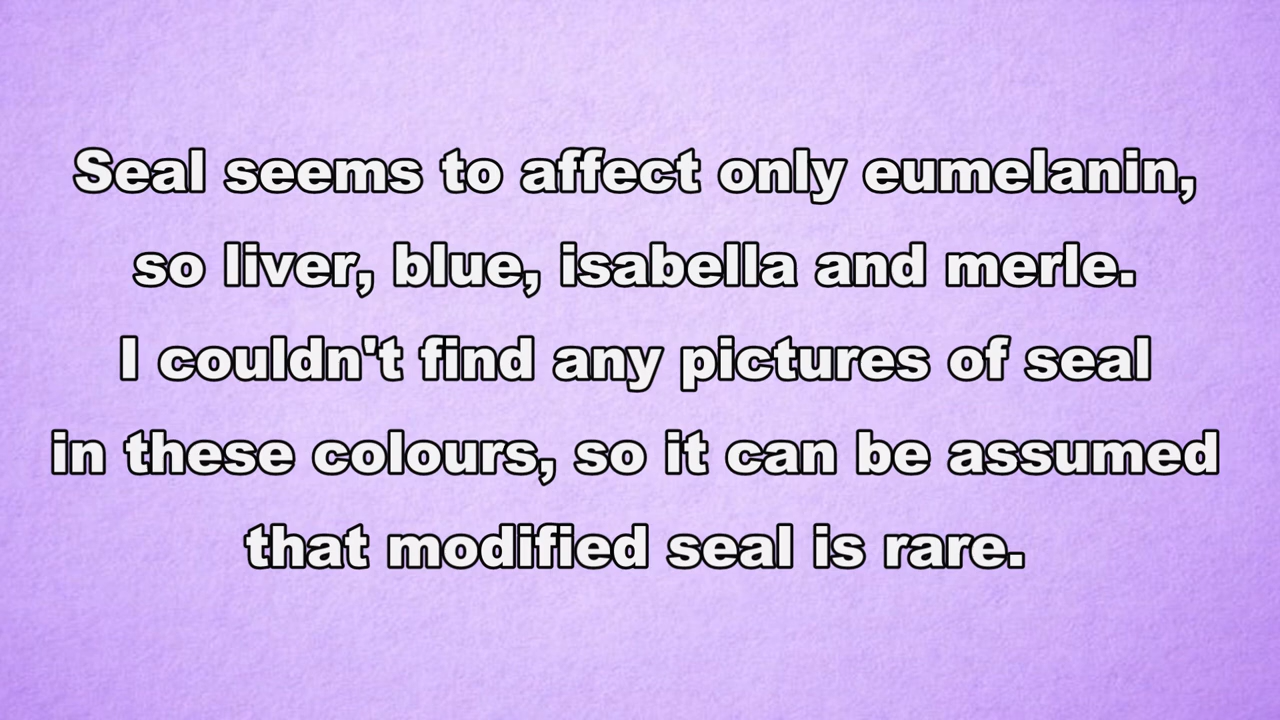 Seal seems to affect only eumelanin,
so liver, blue, isabella and merle.
I couldn't find any pictures of seal
in these colours, so it can be assumed
that modified seal is rare.